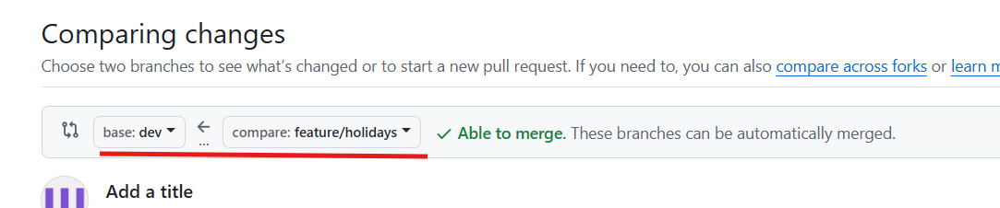 Comparing changes
Choose two branches to see what's changed or to start a new pull request. If you need to, you can also compare across forks or learn
base: dev ← compare: feature/holidays ✓ Able to merge. These branches can be automatically merged.
...
Add a title